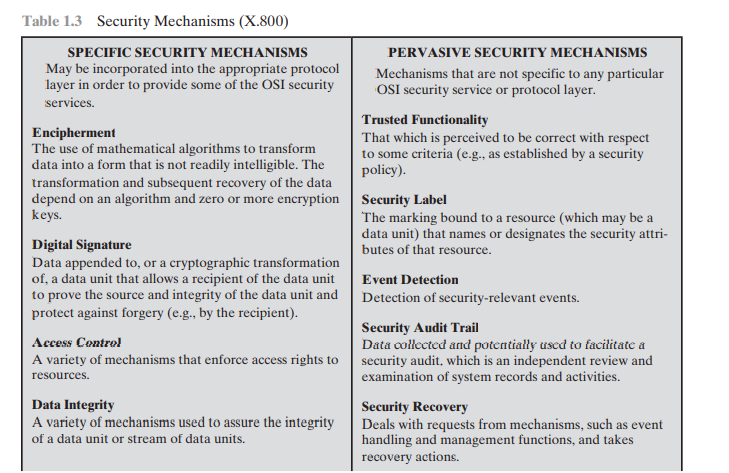 Table 1.3 Security Mechanisms (X.800)
SPECIFIC SECURITY MECHANISMS
May be incorporated into the appropriate protocol
layer in order to provide some of the OSI security
services.
Encipherment
The use of mathematical algorithms to transform
data into a form that is not readily intelligible. The
transformation and subsequent recovery of the data
depend on an algorithm and zero or more encryption
keys.
Digital Signature
Data appended to, or a cryptographic transformation
of, a data unit that allows a recipient of the data unit
to prove the source and integrity of the data unit and
protect against forgery (e.g., by the recipient).
Access Control
A variety of mechanisms that enforce access rights to
resources.
Data Integrity
A variety of mechanisms used to assure the integrity
of a data unit or stream of data units.
PERVASIVE SECURITY MECHANISMS
Mechanisms that are not specific to any particular
OSI security service or protocol layer.
Trusted Functionality
That which is perceived to be correct with respect
to some criteria (e.g., as established by a security
policy).
Security Label
The marking bound to a resource (which may be a
data unit) that names or designates the security attri-
butes of that resource.
Event Detection
Detection of security-relevant events.
Security Audit Trail
Data collected and potentially used to facilitate a
security audit, which is an independent review and
examination of system records and activities.
Security Recovery
Deals with requests from mechanisms, such as event
handling and management functions, and takes
recovery actions.